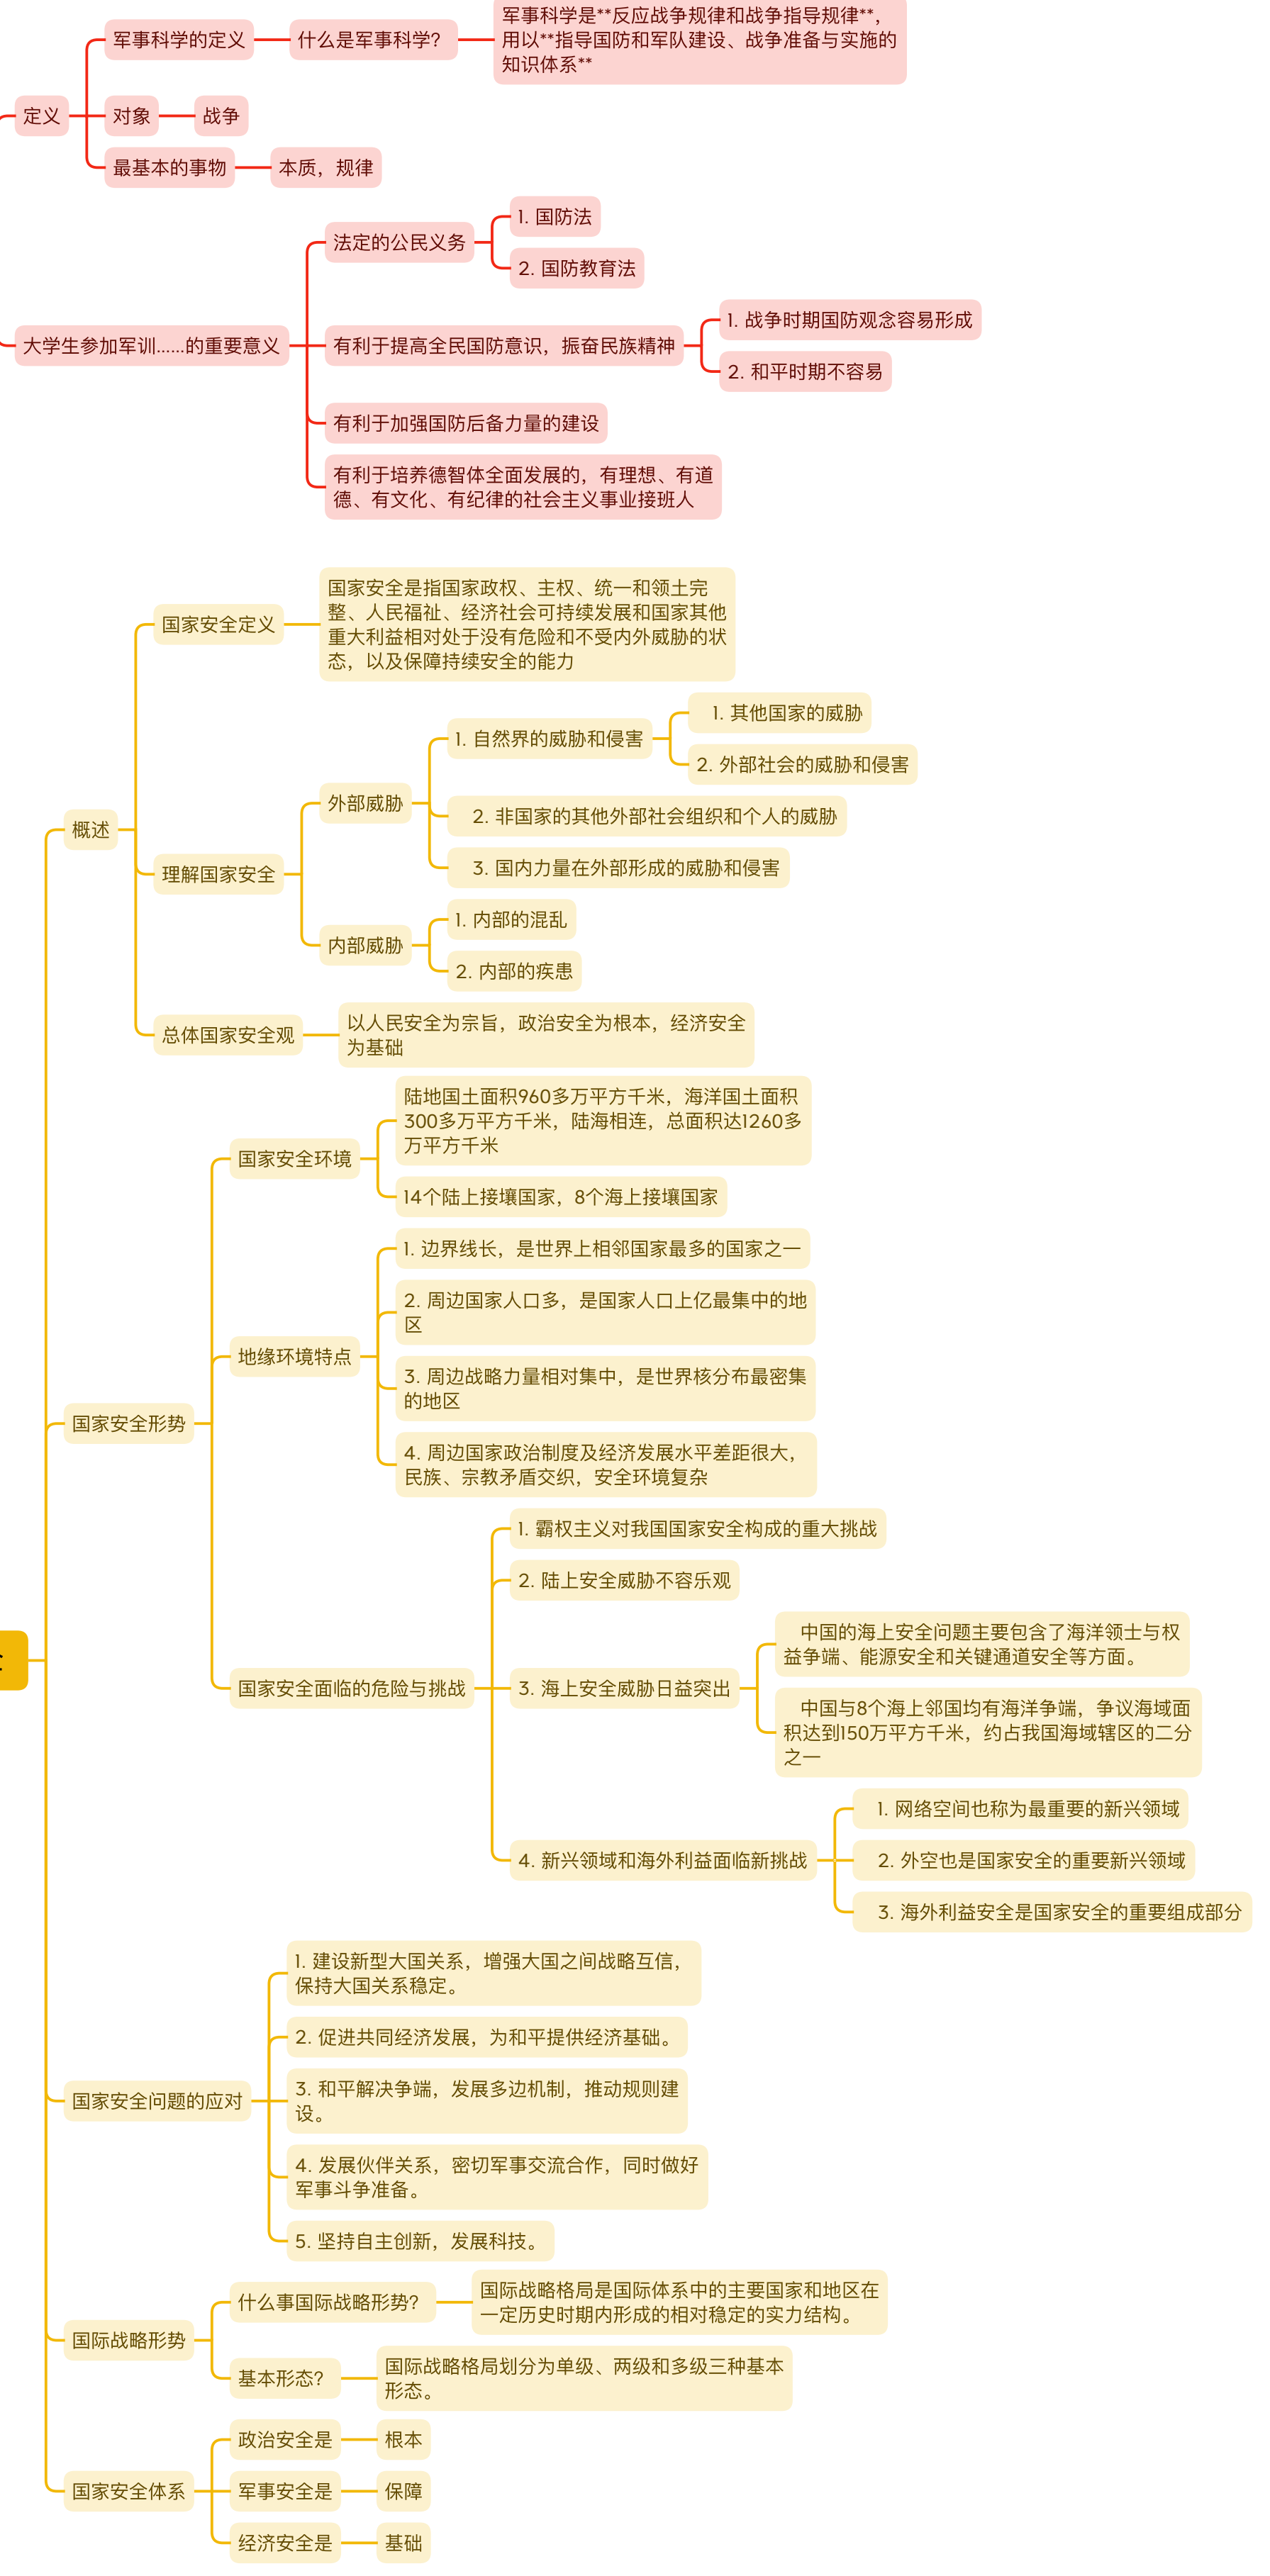 军事科学的定义
什么是军事科学？
军事科学是**反应战争规律和战争指导规律**，
用以**指导国防和军队建设、战争准备与实施的
知识体系**
定义
对象
战争
最基本的事物
本质，规律
大学生参加军训……的重要意义
法定的公民义务
1. 国防法
2. 国防教育法
有利于提高全民国防意识，振奋民族精神
1. 战争时期国防观念容易形成
2. 和平时期不容易
有利于加强国防后备力量的建设
有利于培养德智体全面发展的，有理想、有道
德、有文化、有纪律的社会主义事业接班人
概述
国家安全定义
国家安全是指国家政权、主权、统一和领土完
整、人民福祉、经济社会可持续发展和国家其他
重大利益相对处于没有危险和不受内外威胁的状
态，以及保障持续安全的能力
理解国家安全
外部威胁
1. 自然界的威胁和侵害
1. 其他国家的威胁
2. 外部社会的威胁和侵害
2. 非国家的其他外部社会组织和个人的威胁
3. 国内力量在外部形成的威胁和侵害
内部威胁
1. 内部的混乱
2. 内部的疾患
总体国家安全观
以人民安全为宗旨，政治安全为根本，经济安全
为基础
国家安全形势
国家安全环境
陆地国土面积960多万平方千米，海洋国土面积
300多万平方千米，陆海相连，总面积达1260多
万平方千米
14个陆上接壤国家，8个海上接壤国家
地缘环境特点
1. 边界线长，是世界上相邻国家最多的国家之一
2. 周边国家人口多，是国家人口上亿最集中的地
区
3. 周边战略力量相对集中，是世界核分布最密集
的地区
4. 周边国家政治制度及经济发展水平差距很大，
民族、宗教矛盾交织，安全环境复杂
国家安全面临的危险与挑战
1. 霸权主义对我国国家安全构成的重大挑战
2. 陆上安全威胁不容乐观
3. 海上安全威胁日益突出
中国的海上安全问题主要包含了海洋领士与权
益争端、能源安全和关键通道安全等方面。
中国与8个海上邻国均有海洋争端，争议海域面
积达到150万平方千米，约占我国海域辖区的二分
之一
4. 新兴领域和海外利益面临新挑战
1. 网络空间也称为最重要的新兴领域
2. 外空也是国家安全的重要新兴领域
3. 海外利益安全是国家安全的重要组成部分
国家安全问题的应对
1. 建设新型大国关系，增强大国之间战略互信，
保持大国关系稳定。
2. 促进共同经济发展，为和平提供经济基础。
3. 和平解决争端，发展多边机制，推动规则建
设。
4. 发展伙伴关系，密切军事交流合作，同时做好
军事斗争准备。
5. 坚持自主创新，发展科技。
国际战略形势
什么事国际战略形势？
国际战略格局是国际体系中的主要国家和地区在
一定历史时期内形成的相对稳定的实力结构。
基本形态？
国际战略格局划分为单级、两级和多级三种基本
形态。
国家安全体系
政治安全是
根本
军事安全是
保障
经济安全是
基础